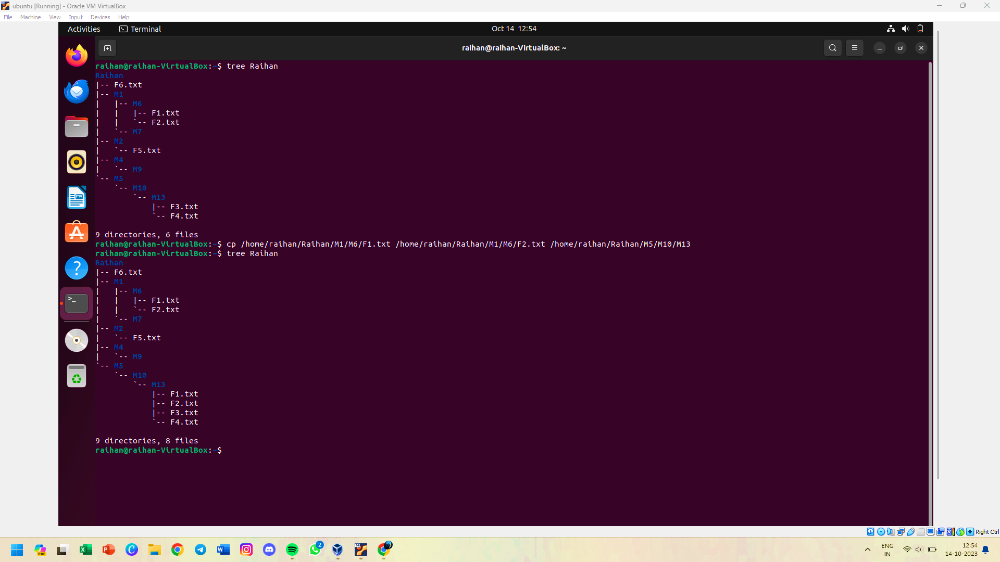 ubuntu [Running] - Oracle VM VirtualBox
File Machine View Input Devices Help
Activities Terminal Oct 14 12:54
raihan@raihan-VirtualBox: ~
raihan@raihan-VirtualBox:~$ tree Raihan
Raihan
|-- F6.txt
|-- M1
|   |-- M6
|   |   |-- F1.txt
|   |   `-- F2.txt
|   `-- M7
|-- M2
|   `-- F5.txt
|-- M4
|   `-- M9
`-- M5
    `-- M10
        `-- M13
            |-- F3.txt
            `-- F4.txt
9 directories, 6 files
raihan@raihan-VirtualBox:~$ cp /home/raihan/Raihan/M1/M6/F1.txt /home/raihan/Raihan/M1/M6/F2.txt /home/raihan/Raihan/M5/M10/M13
raihan@raihan-VirtualBox:~$ tree Raihan
Raihan
|-- F6.txt
|-- M1
|   |-- M6
|   |   |-- F1.txt
|   |   `-- F2.txt
|   `-- M7
|-- M2
|   `-- F5.txt
|-- M4
|   `-- M9
`-- M5
    `-- M10
        `-- M13
            |-- F1.txt
            |-- F2.txt
            |-- F3.txt
            `-- F4.txt
9 directories, 8 files
raihan@raihan-VirtualBox:~$
Right Ctrl
PRE
2
ENG
IN
12:54
14-10-2023